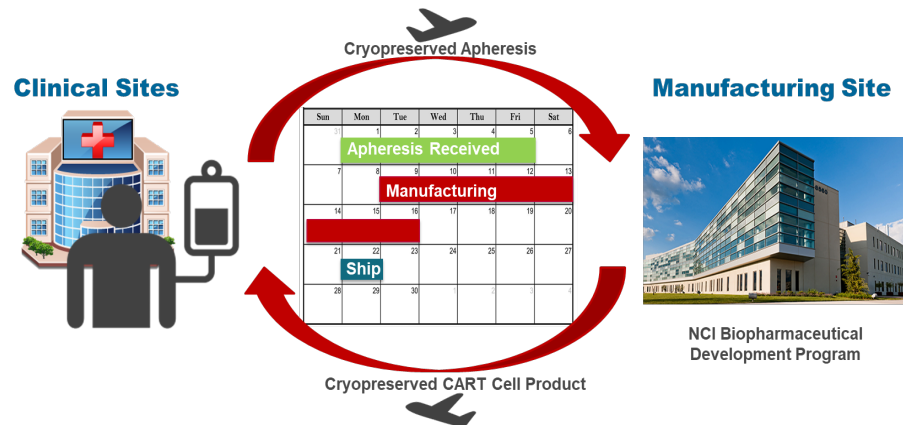 Cryopreserved Apheresis
Clinical Sites
Manufacturing Site
Sun Mon Tue Wed Thu Fri Sat
31 1 2 3 4 5 6
Apheresis Received
7 8 9 10 11 12 13
Manufacturing
14 15 16 17 18 19 20
21 22 23 24 25 26 27
Ship
28 29 30 1 2 3 4
NCI Biopharmaceutical
Development Program
Cryopreserved CART Cell Product